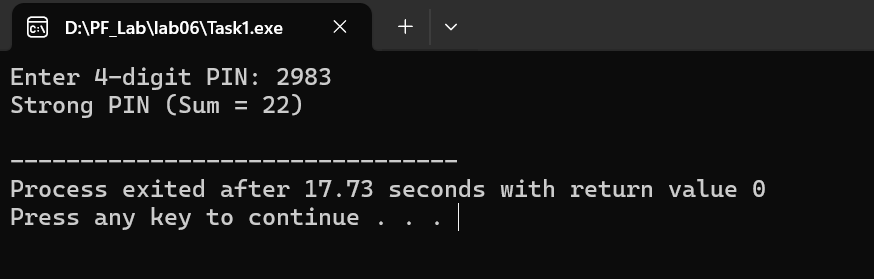 D:\PF_Lab\lab06\Task1.exe
Enter 4-digit PIN: 2983
Strong PIN (Sum = 22)
--------------------------------
Process exited after 17.73 seconds with return value 0
Press any key to continue . . .